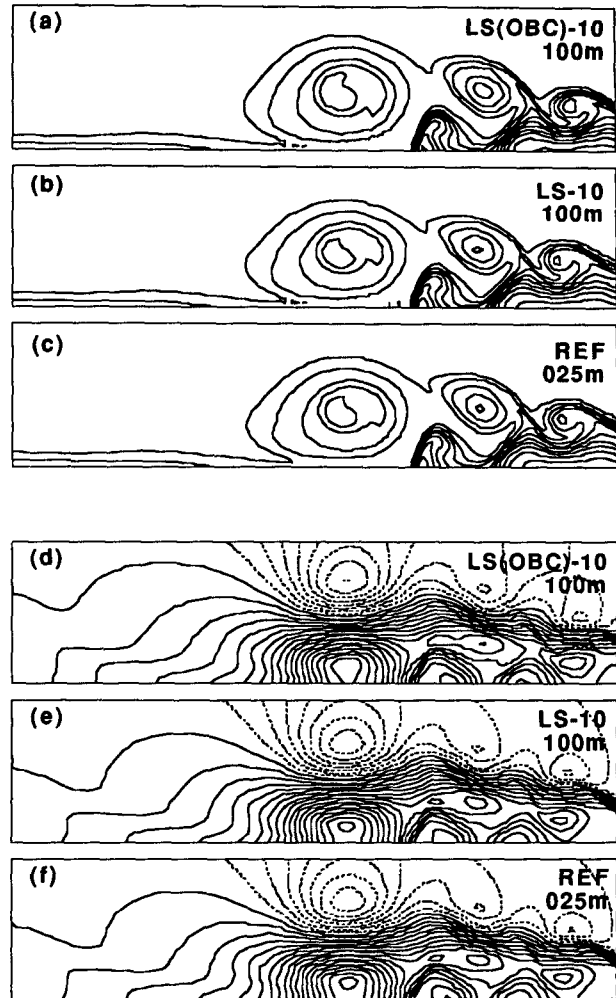 (a)
LS(OBC)-10
100m
(b)
LS-10
100m
(c)
REF
025m
(d)
LS(OBC)-10
100m
(e)
LS-10
100m
(f)
REF
025m